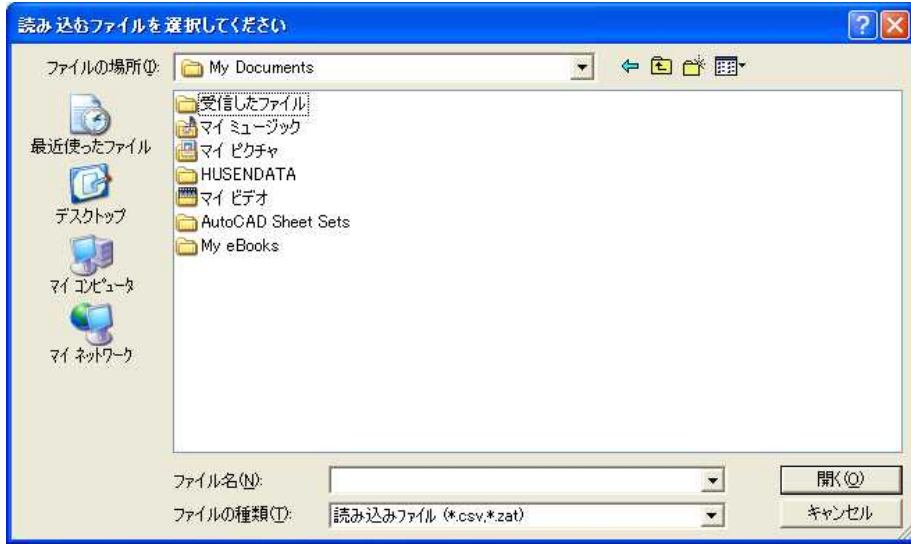 読み込むファイルを選択してください
ファイルの場所(I):
My Documents
最近使ったファイル
デスクトップ
マイ コンピュータ
マイ ネットワーク
受信したファイル
マイ ミュージック
マイ ピクチャ
HUSENDATA
マイ ビデオ
AutoCAD Sheet Sets
My eBooks
ファイル名(N):
開く(O)
ファイルの種類(T):
読み込みファイル (*.csv,*.zat)
キャンセル